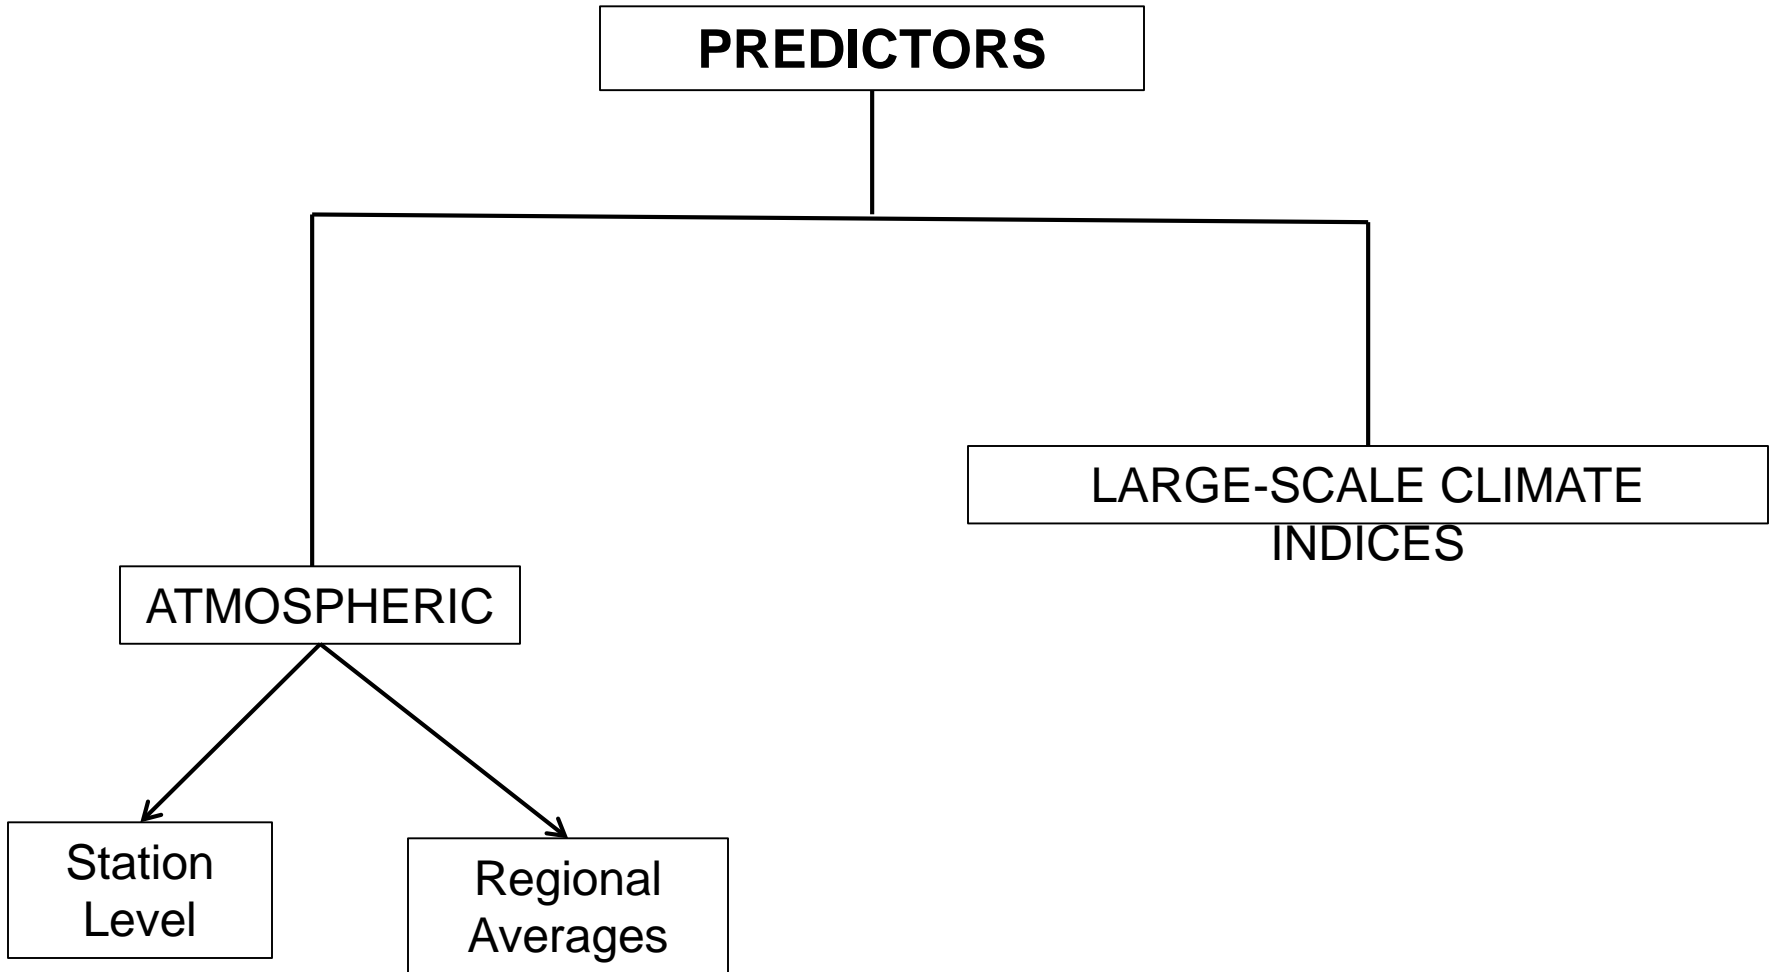 PREDICTORS
LARGE-SCALE CLIMATE
INDICES
ATMOSPHERIC
Station
Level
Regional
Averages